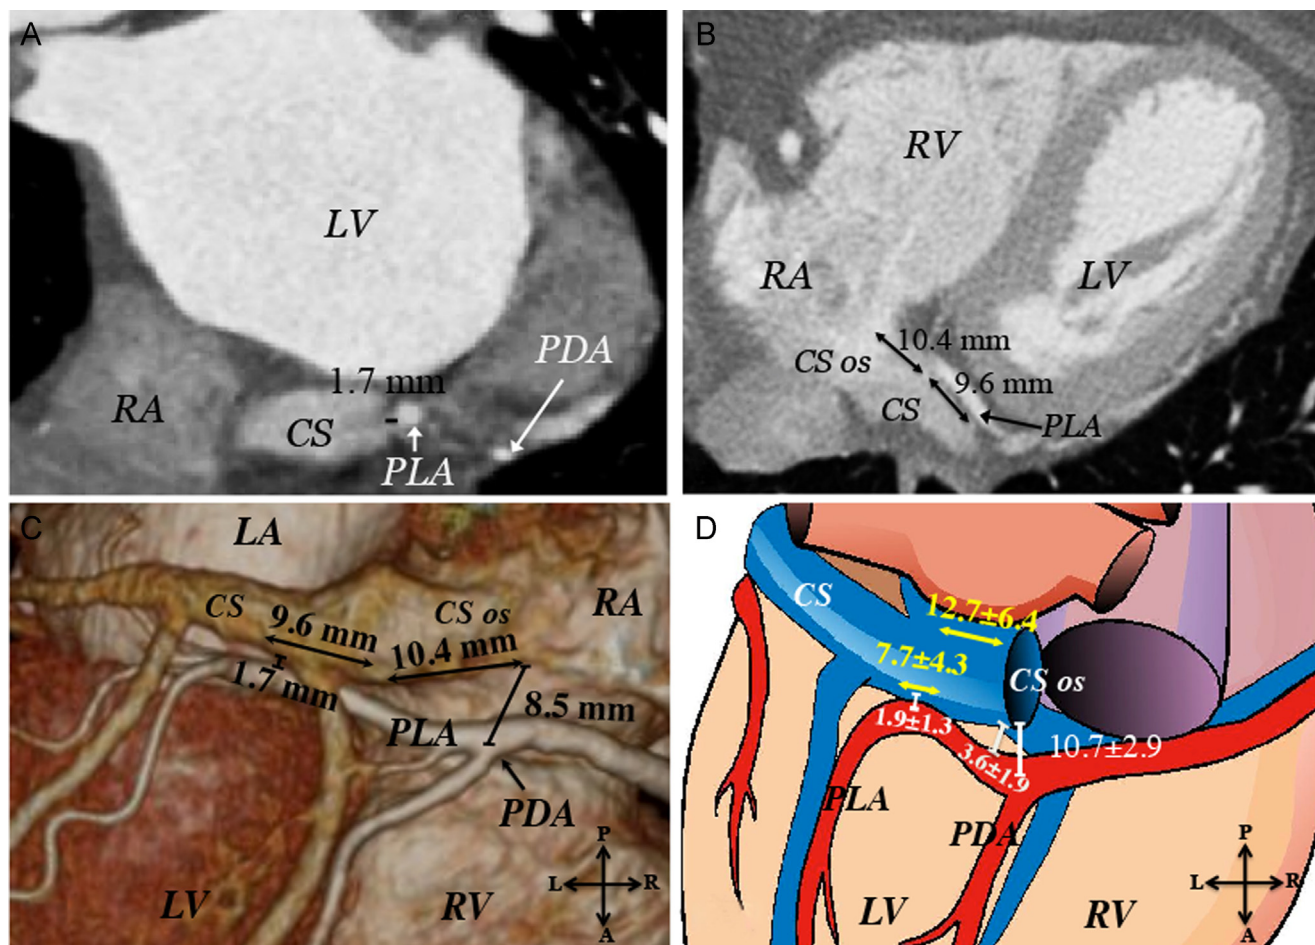 A
LV
PDA
1.7 mm
RA
CS
PLA
B
RV
RA
LV
10.4 mm
CS os
9.6 mm
CS
PLA
C
LA
CS
CS os
RA
9.6 mm
10.4 mm
1.7 mm
8.5 mm
PLA
PDA
LV
RV
P
L
R
A
D
CS
12.7±6.4
7.7±4.3
CS os
1.9±1.3
10.7±2.9
3.6±1.9
PLA
PDA
LV
RV
P
L
R
A